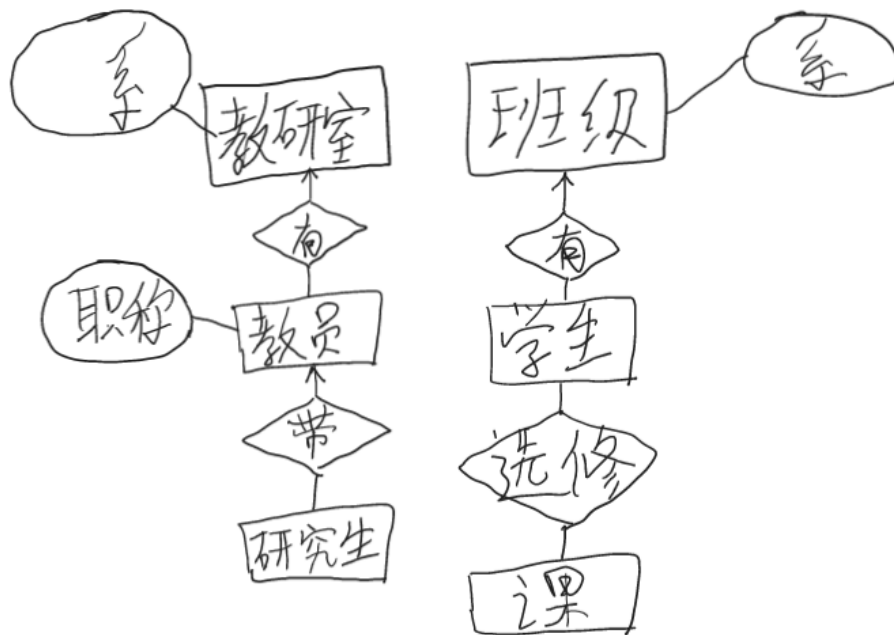 系
教研室
班级
系
有
有
职称
教员
学生
带
选修
研究生
课